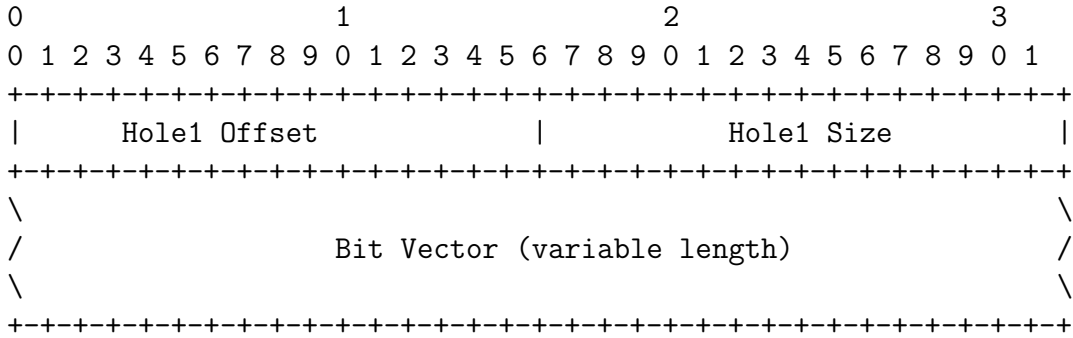 0                   1                   2                   3
0 1 2 3 4 5 6 7 8 9 0 1 2 3 4 5 6 7 8 9 0 1 2 3 4 5 6 7 8 9 0 1
+-+-+-+-+-+-+-+-+-+-+-+-+-+-+-+-+-+-+-+-+-+-+-+-+-+-+-+-+-+-+-+-+
|      Hole1 Offset             |           Hole1 Size          |
+-+-+-+-+-+-+-+-+-+-+-+-+-+-+-+-+-+-+-+-+-+-+-+-+-+-+-+-+-+-+-+-+
\                                                               \
/                   Bit Vector (variable length)                /
\                                                               \
+-+-+-+-+-+-+-+-+-+-+-+-+-+-+-+-+-+-+-+-+-+-+-+-+-+-+-+-+-+-+-+-+